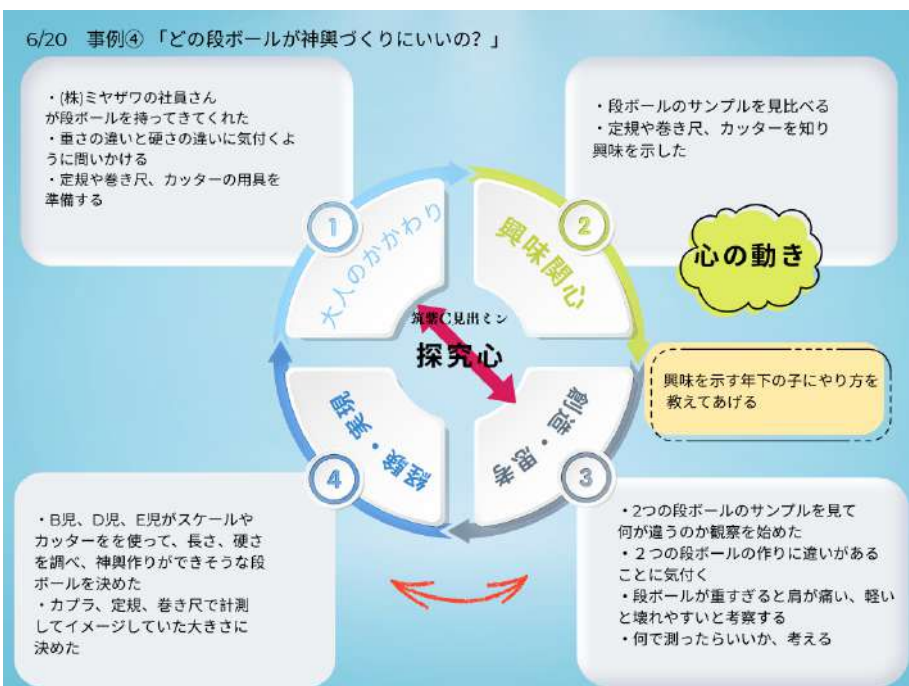 6/20 事例④ 「どの段ボールが神輿づくりにいいの？」
・(株)ミヤザワの社員さん
が段ボールを持ってきてくれた
・重さの違いと硬さの違いに気付くよ
うに問いかける
・定規や巻き尺、カッターの用具を
準備する
・段ボールのサンプルを見比べる
・定規や巻き尺、カッターを知り
興味を示した
1
大人のかかわり
2
興味関心
心の動き
筑紫C見出ミン
探究心
興味を示す年下の子にやり方を
教えてあげる
4
経験・実現
3
創造・思考
・B児、D児、E児がスケールや
カッターをを使って、長さ、硬さ
を調べ、神輿作りができそうな段
ボールを決めた
・カプラ、定規、巻き尺で計測
してイメージしていた大きさに
決めた
・2つの段ボールのサンプルを見て
何が違うのか観察を始めた
・２つの段ボールの作りに違いがある
ことに気付く
・段ボールが重すぎると肩が痛い、軽い
と壊れやすいと考察する
・何で測ったらいいか、考える